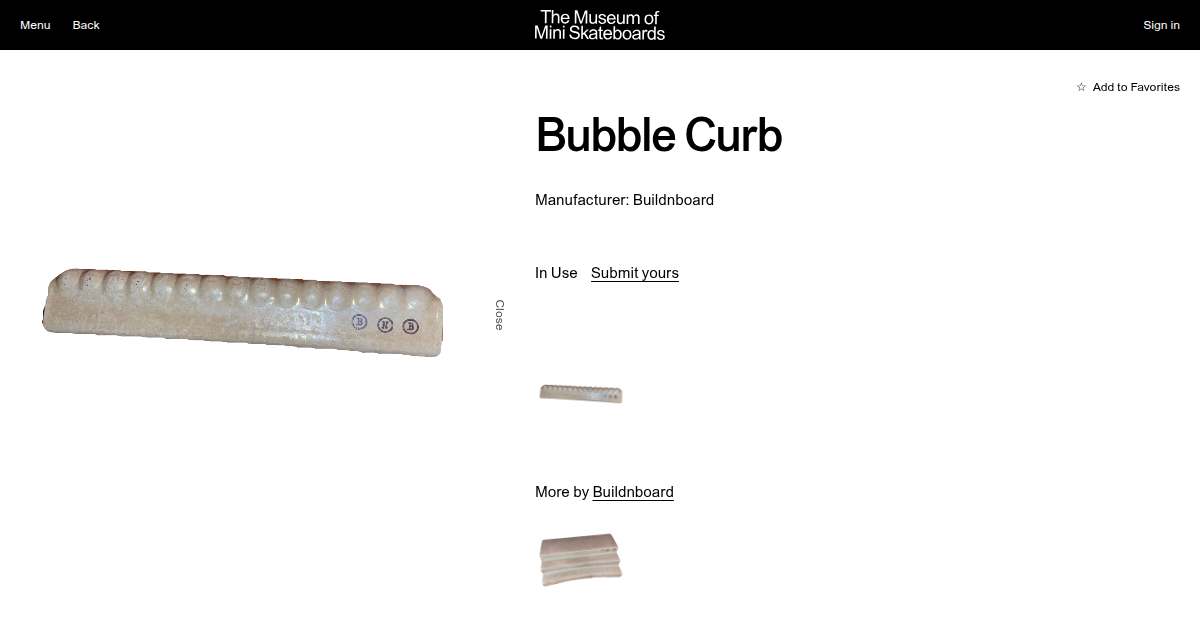 Menu
Back
The Museum of
Mini Skateboards
Sign in
☆ Add to Favorites
Bubble Curb
Manufacturer: Buildnboard
In Use Submit yours
Close
B N B
More by Buildnboard